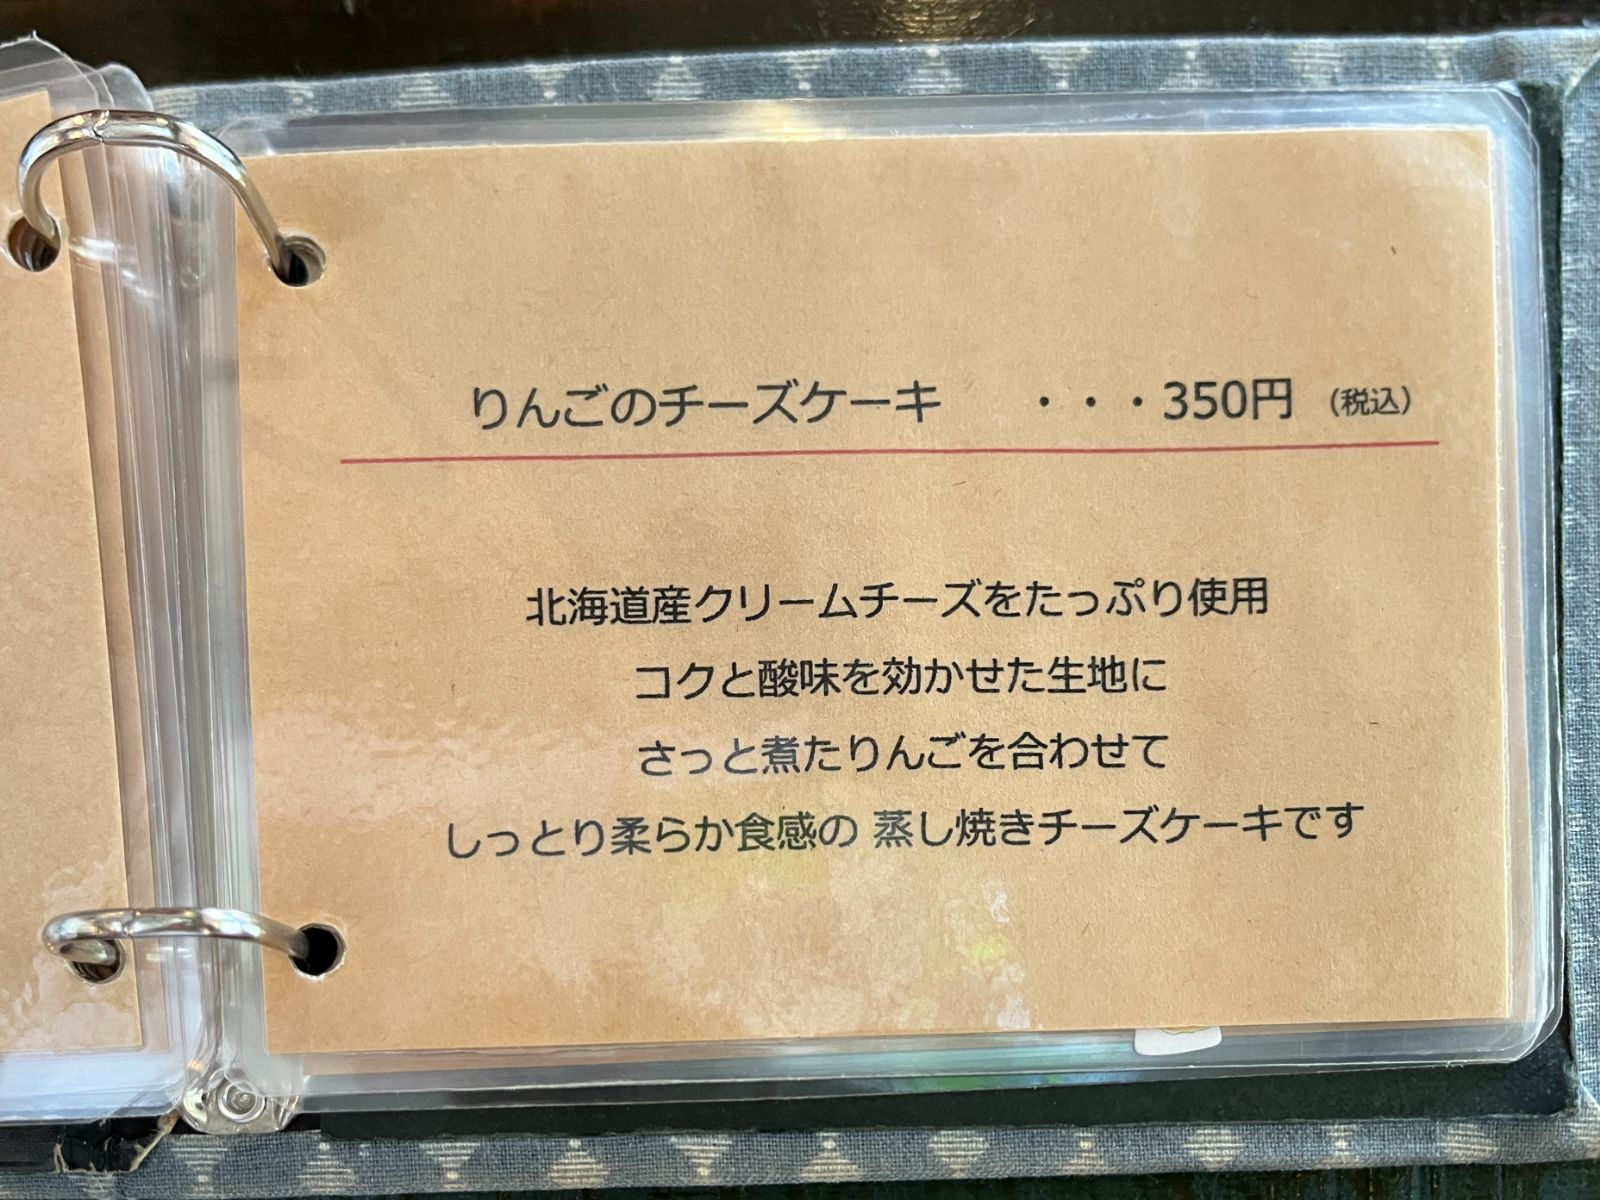 りんごのチーズケーキ ・・・350円 (税込)
北海道産クリームチーズをたっぷり使用
コクと酸味を効かせた生地に
さっと煮たりんごを合わせて
しっとり柔らか食感の 蒸し焼きチーズケーキです